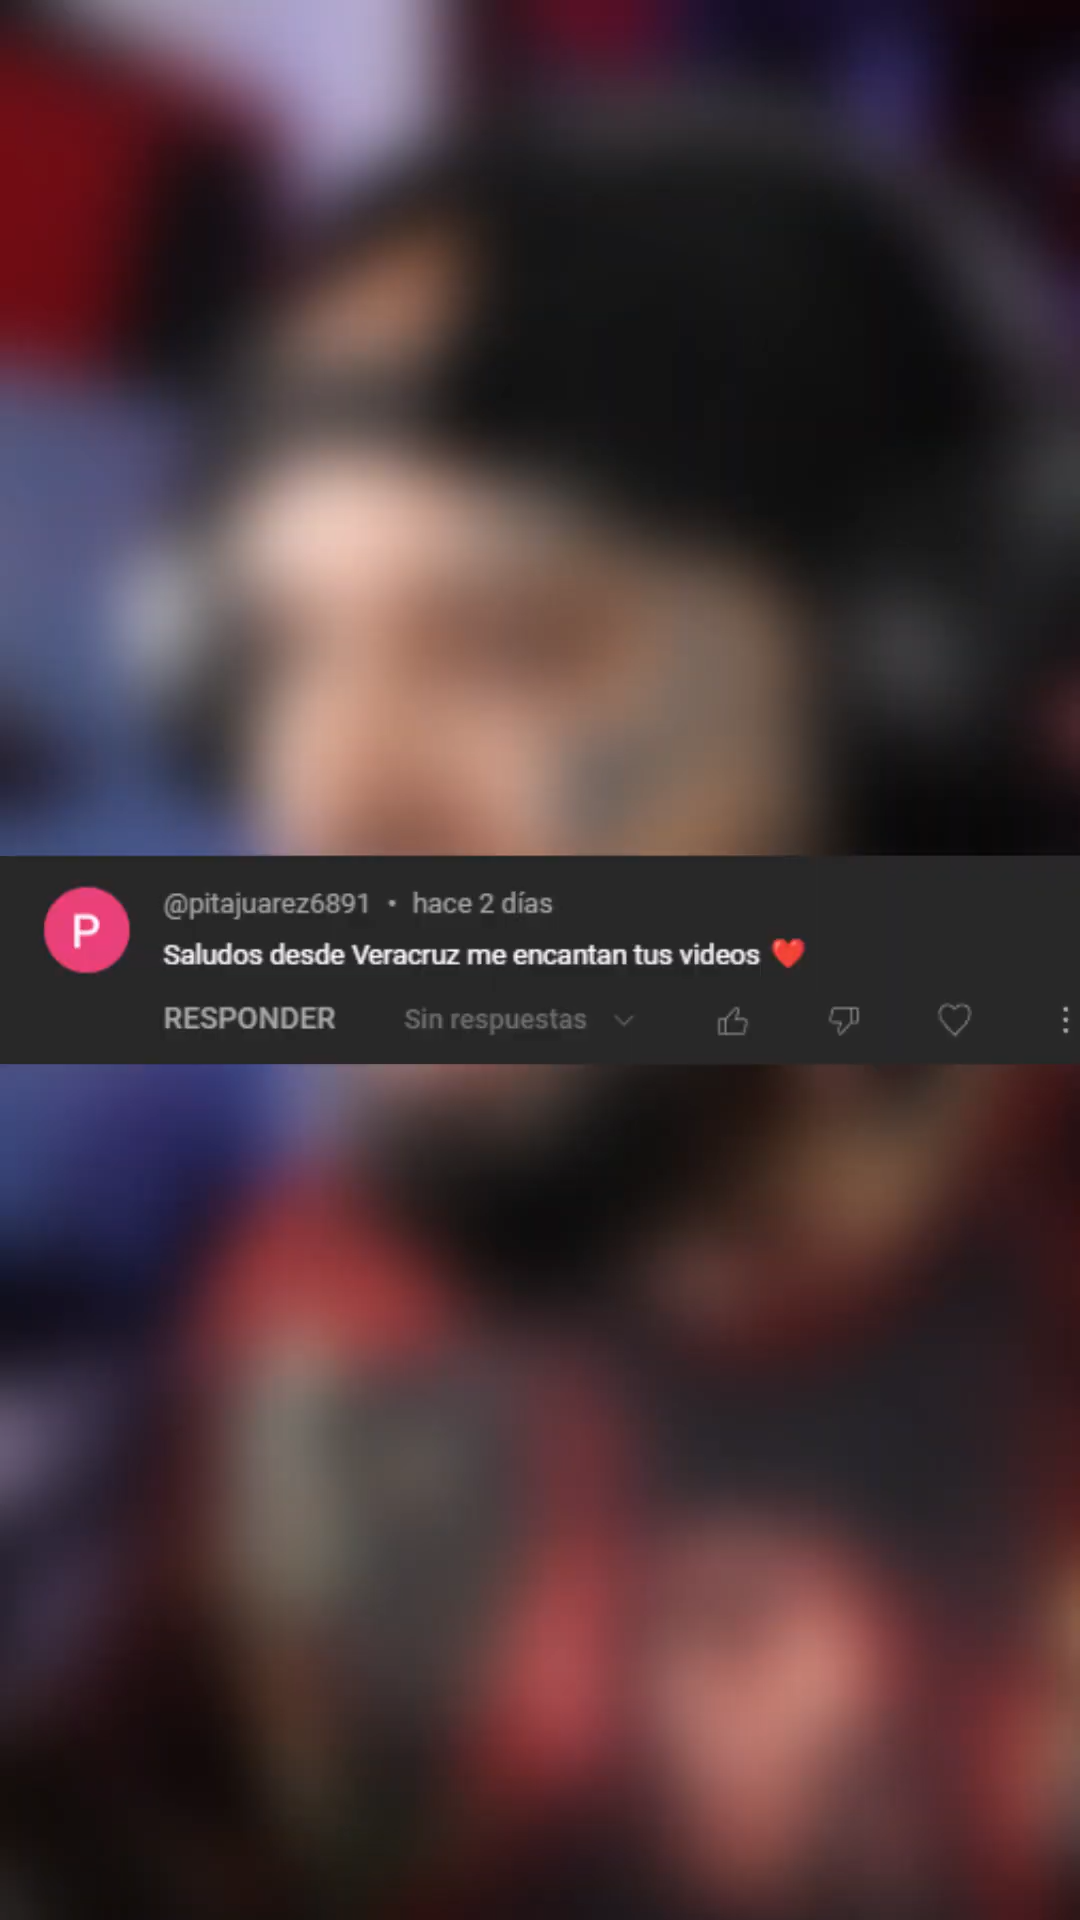 P
@pitajuarez6891 • hace 2 días
Saludos desde Veracruz me encantan tus videos ❤️
RESPONDER Sin respuestas